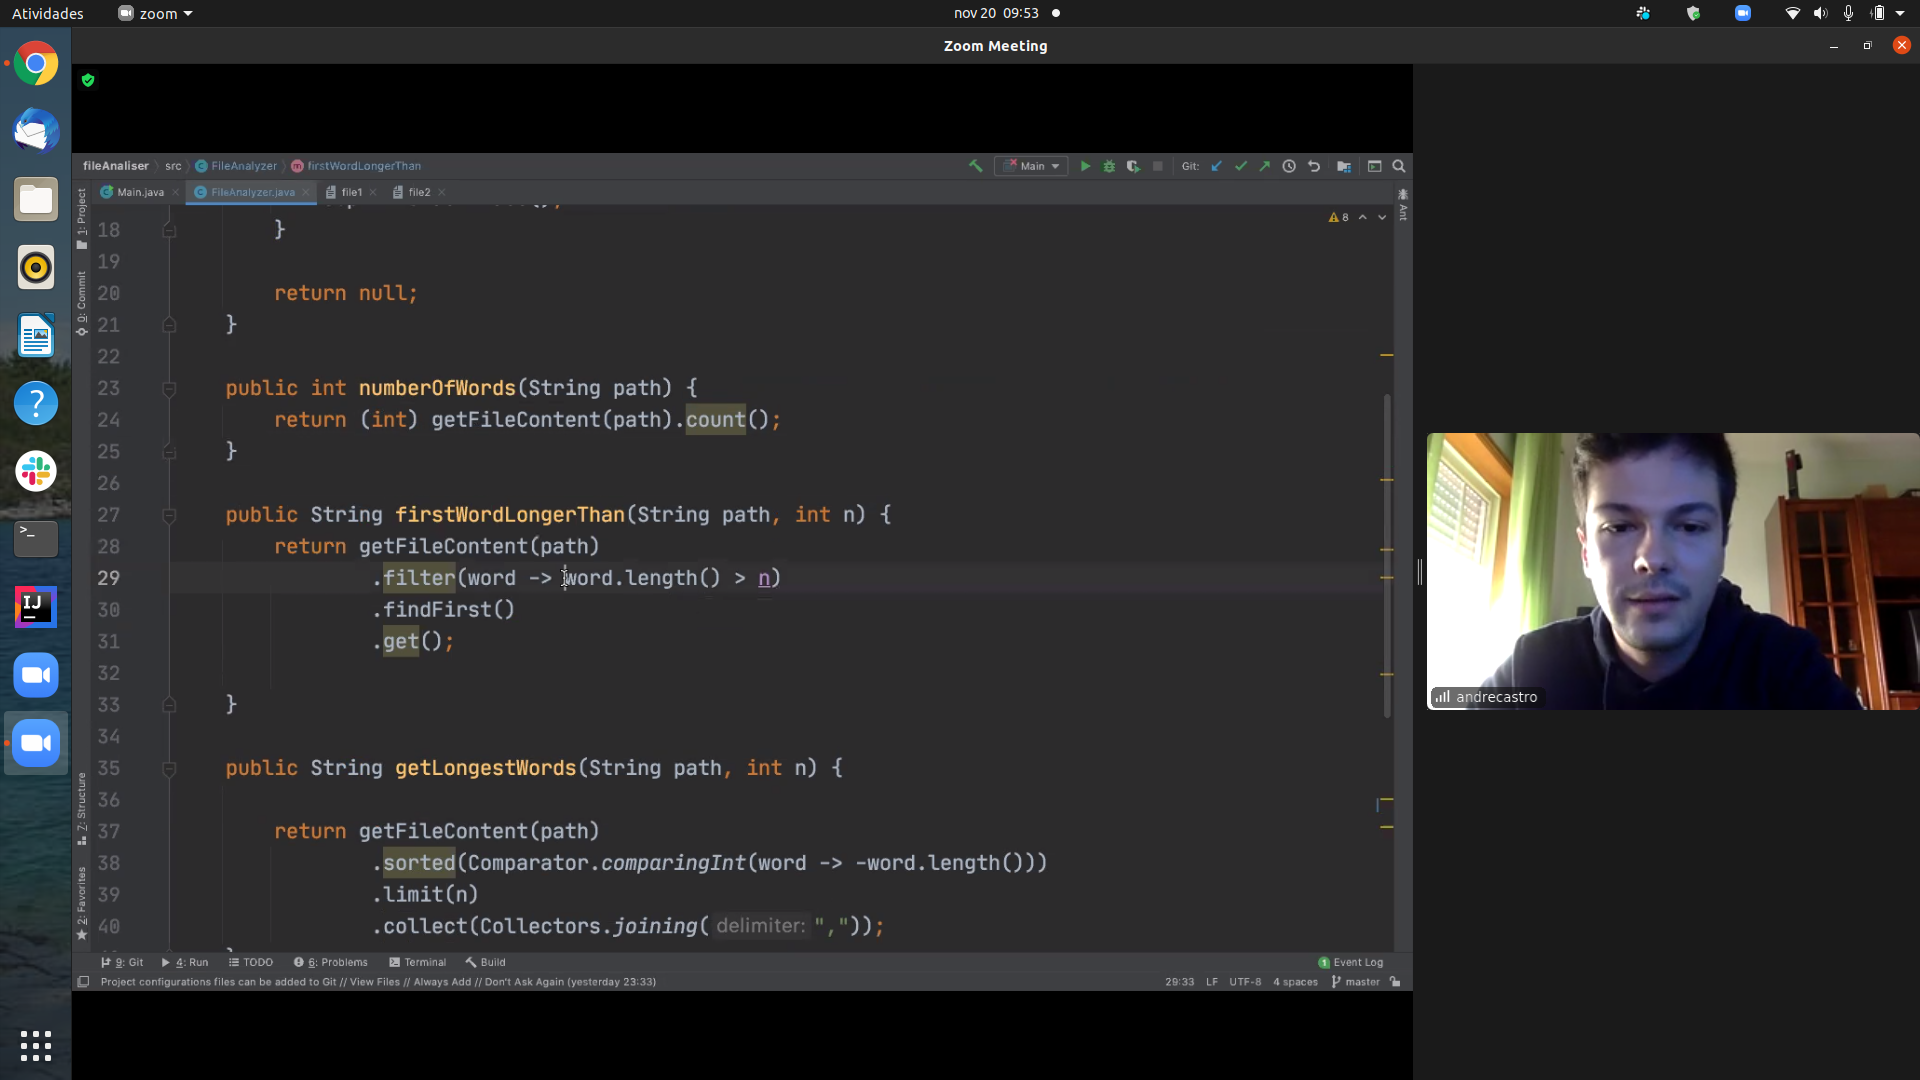 Atividades
zoom
nov 20 09:53
Zoom Meeting
fileAnaliser
src
FileAnalyzer
firstWordLongerThan
Main
Git:
Main.java
FileAnalyzer.java
file1
file2
8
1: Project
0: Commit
7: Structure
2: Favorites
Ant
18 }
19
20 return null;
21 }
22
23 public int numberOfWords(String path) {
24 return (int) getFileContent(path).count();
25 }
26
27 public String firstWordLongerThan(String path, int n) {
28 return getFileContent(path)
29 .filter(word -> word.length() > n)
30 .findFirst()
31 .get();
32
33 }
34
35 public String getLongestWords(String path, int n) {
36
37 return getFileContent(path)
38 .sorted(Comparator.comparingInt(word -> -word.length()))
39 .limit(n)
40 .collect(Collectors.joining( delimiter: ","));
9: Git
4: Run
TODO
6: Problems
Terminal
Build
1 Event Log
Project configurations files can be added to Git // View Files // Always Add // Don't Ask Again (yesterday 23:33)
29:33 LF UTF-8 4 spaces master
andrecastro
IJ